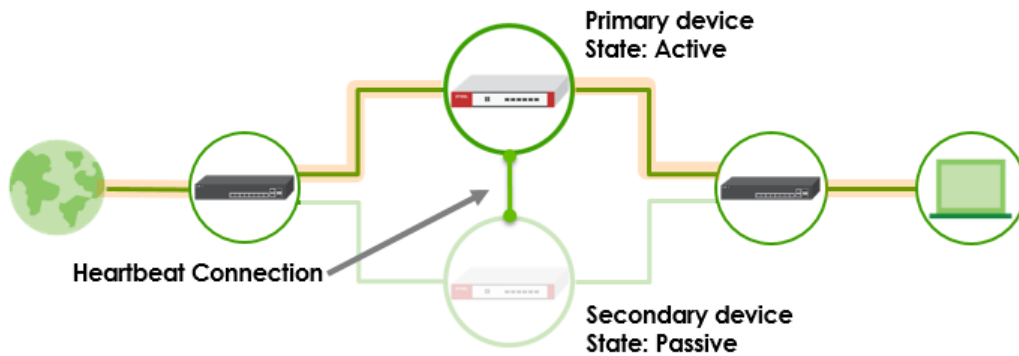 Primary device
State: Active
Heartbeat Connection
Secondary device
State: Passive